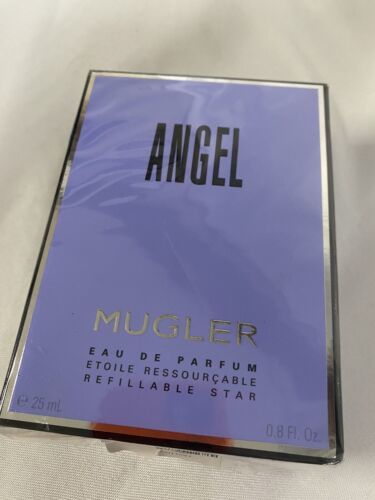 ANGEL
MUGLER
EAU DE PARFUM
ETOILE RESSOURÇABLE
REFILLABLE STAR
℮ 25 mL 0.8 Fl. Oz.